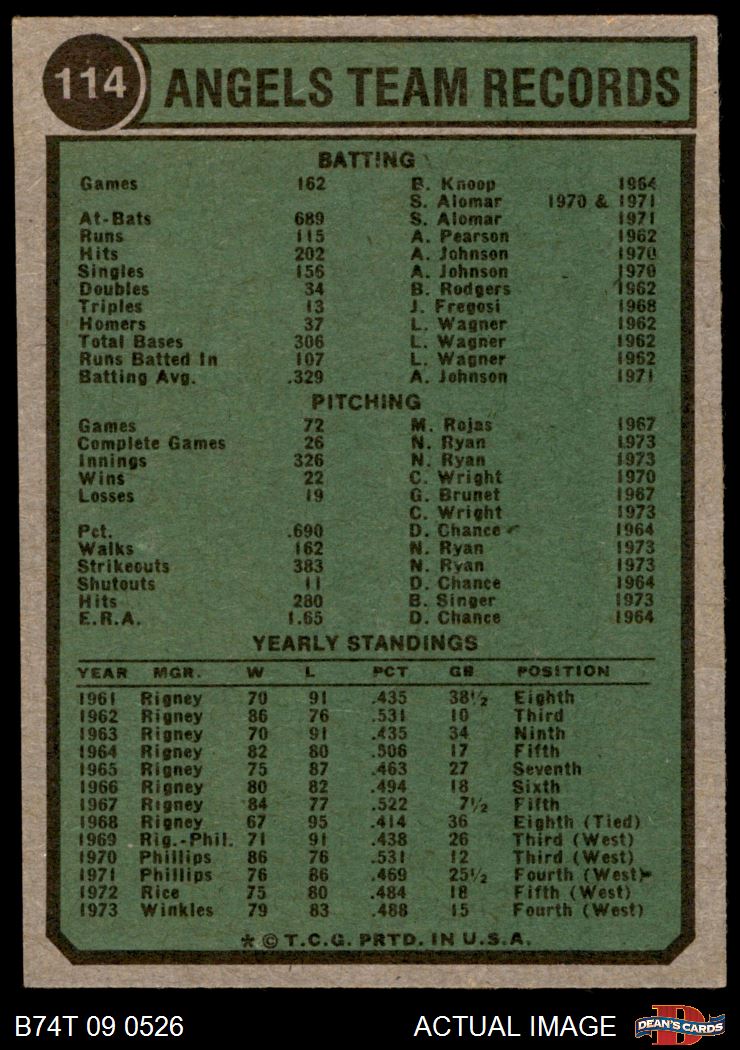 114 ANGELS TEAM RECORDS
BATTING
Games 162 B. Knoop 1964
S. Alomar 1970 & 1971
At-Bats 689 S. Alomar 1971
Runs 115 A. Pearson 1962
Hits 202 A. Johnson 1970
Singles 156 A. Johnson 1970
Doubles 34 B. Rodgers 1962
Triples 13 J. Fregosi 1968
Homers 37 L. Wagner 1962
Total Bases 306 L. Wagner 1962
Runs Batted In 107 L. Wagner 1962
Batting Avg. .329 A. Johnson 1971
PITCHING
Games 72 M. Rojas 1967
Complete Games 26 N. Ryan 1973
Innings 326 N. Ryan 1973
Wins 22 C. Wright 1970
Losses 19 G. Brunet 1967
C. Wright 1973
Pct. .690 D. Chance 1964
Walks 162 N. Ryan 1973
Strikeouts 383 N. Ryan 1973
Shutouts 11 D. Chance 1964
Hits 280 B. Singer 1973
E.R.A. 1.65 D. Chance 1964
YEARLY STANDINGS
YEAR MGR. W L PCT GB POSITION
1961 Rigney 70 91 .435 38½ Eighth
1962 Rigney 86 76 .531 10 Third
1963 Rigney 70 91 .435 34 Ninth
1964 Rigney 82 80 .506 17 Fifth
1965 Rigney 75 87 .463 27 Seventh
1966 Rigney 80 82 .494 18 Sixth
1967 Rigney 84 77 .522 7½ Fifth
1968 Rigney 67 95 .414 36 Eighth (Tied)
1969 Rig.-Phil. 71 91 .438 26 Third (West)
1970 Phillips 86 76 .531 12 Third (West)
1971 Phillips 76 86 .469 25½ Fourth (West)
1972 Rice 75 80 .484 18 Fifth (West)
1973 Winkles 79 83 .488 15 Fourth (West)
* © T.C.G. PRTD. IN U.S.A.
B74T 09 0526 ACTUAL IMAGE DEAN'S CARDS